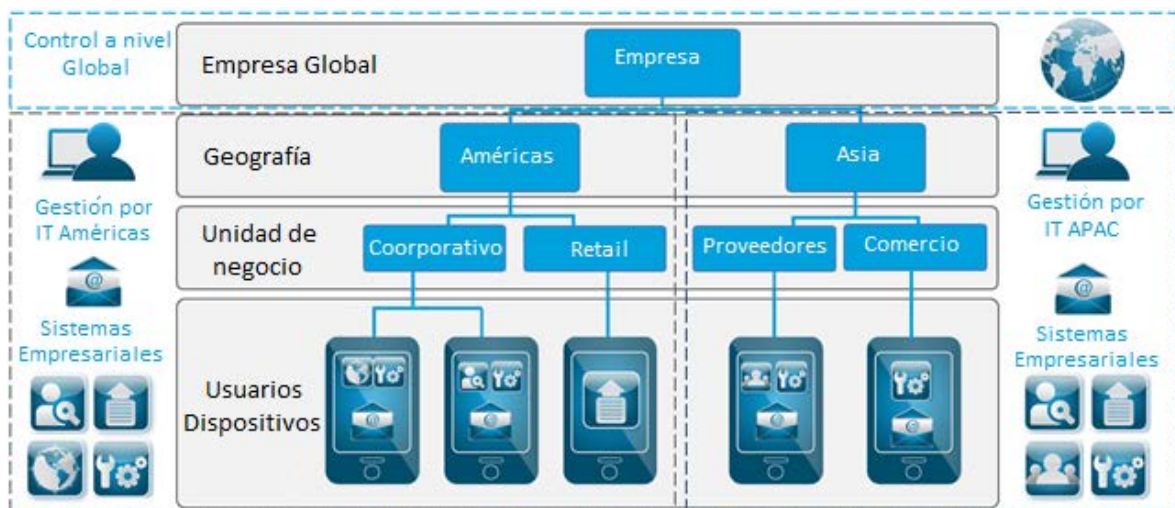 Control a nivel
Global
Empresa Global
Empresa
Geografía
Américas
Asia
Gestión por
IT Américas
Gestión por
IT APAC
Unidad de
negocio
Coorporativo
Retail
Proveedores
Comercio
Sistemas
Empresariales
Sistemas
Empresariales
Usuarios
Dispositivos
@
@
@
@
@
@